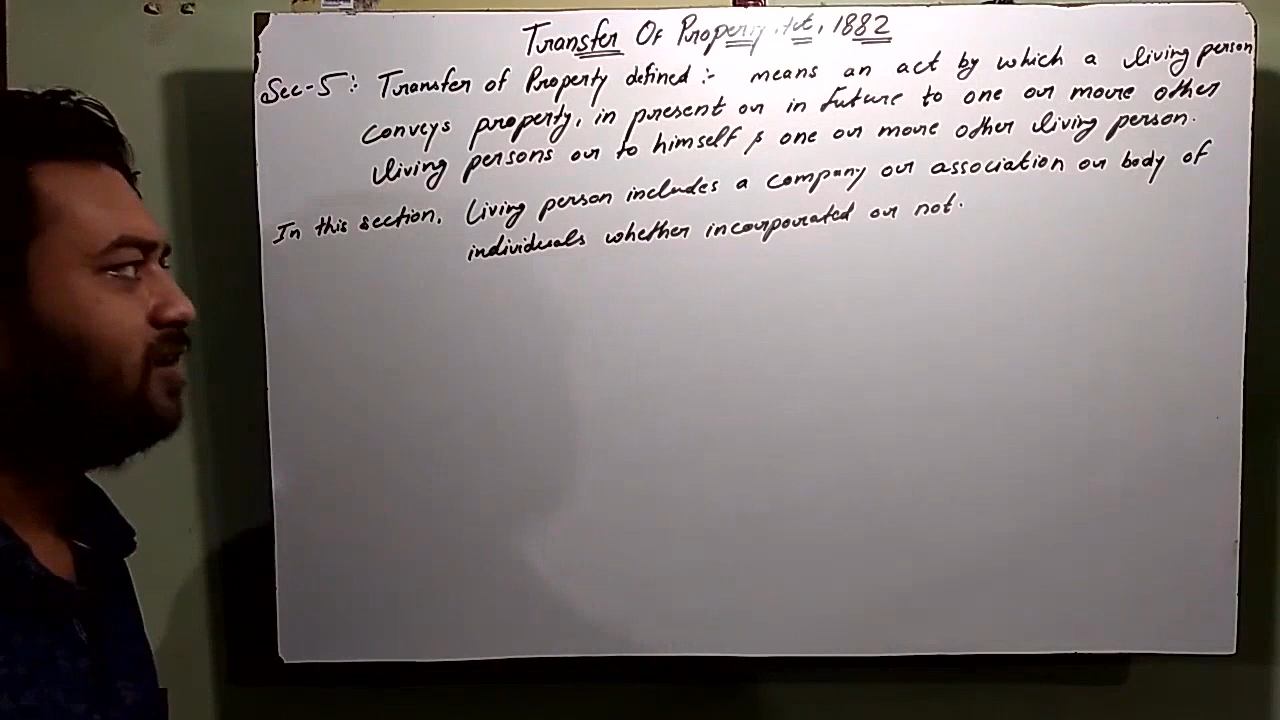 Transfer Of Property Act, 1882
Sec-5: Transfer of Property defined :- means an act by which a living person
conveys property, in present or in future to one or more other
living persons or to himself & one or more other living person.
In this section, Living person includes a company or association or body of
individuals whether incorporated or not.